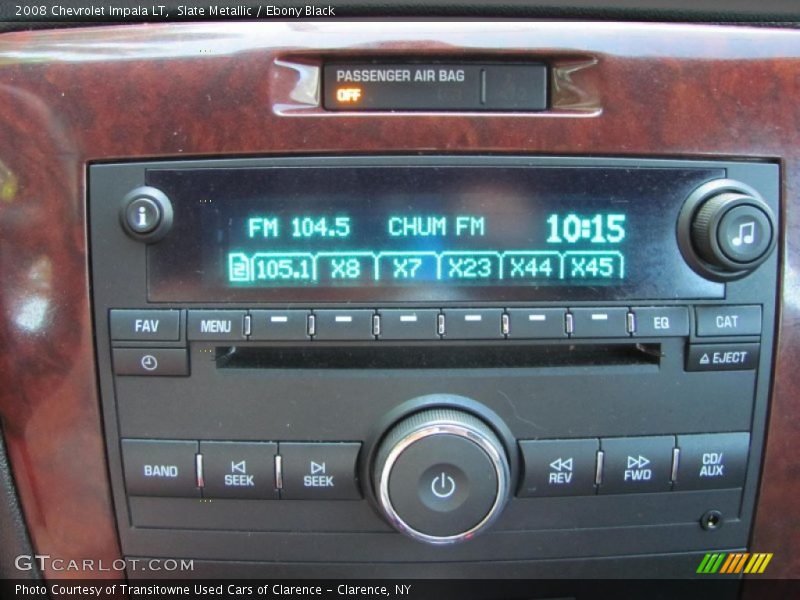 2008 Chevrolet Impala LT, Slate Metallic / Ebony Black
PASSENGER AIR BAG
OFF
i
FM 104.5 CHUM FM 10:15
2 105.1 X8 X7 X23 X44 X45
FAV MENU EQ CAT
EJECT
BAND SEEK SEEK REV FWD CD/
AUX
GTCARLOT.COM
Photo Courtesy of Transitowne Used Cars of Clarence - Clarence, NY